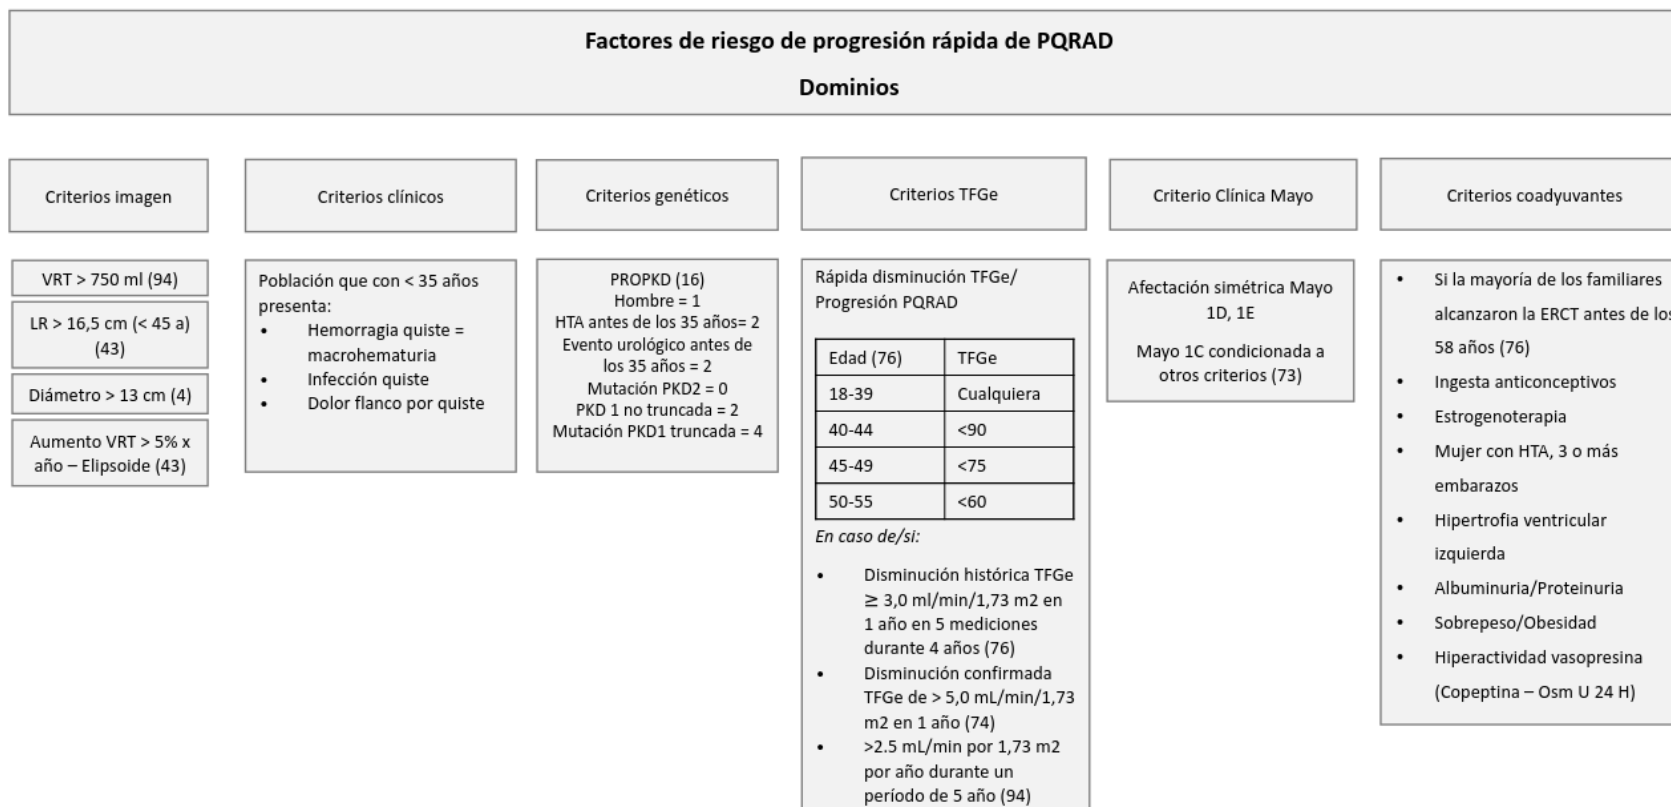 Factores de riesgo de progresión rápida de PQRAD
Dominios
Criterios imagen
VRT > 750 ml (94)
LR > 16,5 cm (< 45 a)
(43)
Diámetro > 13 cm (4)
Aumento VRT > 5% x
año – Elipsoide (43)
Criterios clínicos
Población que con < 35 años
presenta:
• Hemorragia quiste =
macrohematuria
• Infección quiste
• Dolor flanco por quiste
Criterios genéticos
PROPKD (16)
Hombre = 1
HTA antes de los 35 años= 2
Evento urológico antes de
los 35 años = 2
Mutación PKD2 = 0
PKD 1 no truncada = 2
Mutación PKD1 truncada = 4
Criterios TFGe
Rápida disminución TFGe/
Progresión PQRAD
Edad (76) TFGe
18-39 Cualquiera
40-44 <90
45-49 <75
50-55 <60
En caso de/si:
• Disminución histórica TFGe
≥ 3,0 ml/min/1,73 m2 en
1 año en 5 mediciones
durante 4 años (76)
• Disminución confirmada
TFGe de > 5,0 mL/min/1,73
m2 en 1 año (74)
• >2.5 mL/min por 1,73 m2
por año durante un
período de 5 año (94)
Criterio Clínica Mayo
Afectación simétrica Mayo
1D, 1E
Mayo 1C condicionada a
otros criterios (73)
Criterios coadyuvantes
• Si la mayoría de los familiares
alcanzaron la ERCT antes de los
58 años (76)
• Ingesta anticonceptivos
• Estrogenoterapia
• Mujer con HTA, 3 o más
embarazos
• Hipertrofia ventricular
izquierda
• Albuminuria/Proteinuria
• Sobrepeso/Obesidad
• Hiperactividad vasopresina
(Copeptina – Osm U 24 H)